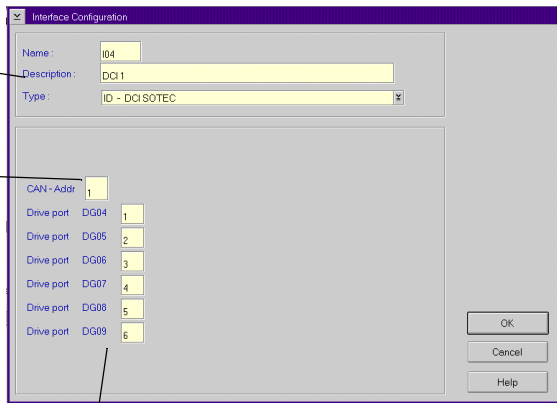 Interface Configuration
Name : I04
Description : DCI 1
Type : ID - DCI SOTEC
CAN - Addr 1
Drive port DG04 1
Drive port DG05 2
Drive port DG06 3
Drive port DG07 4
Drive port DG08 5
Drive port DG09 6
OK
Cancel
Help